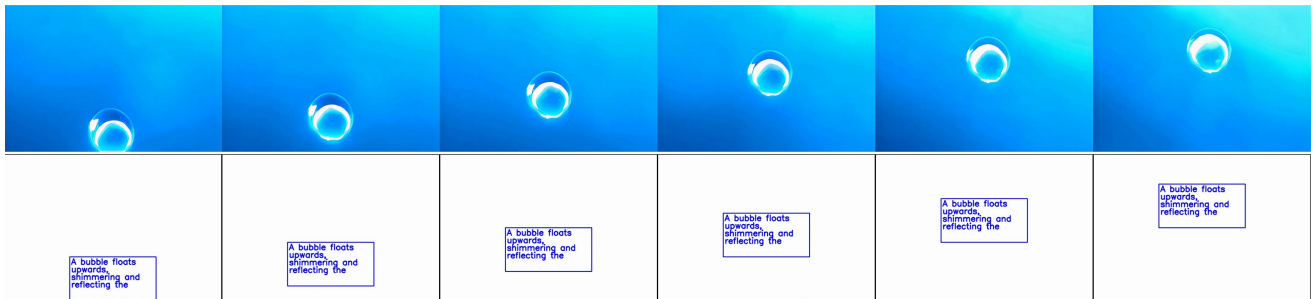 A bubble floats
upwards,
shimmering and
reflecting the
A bubble floats
upwards,
shimmering and
reflecting the
A bubble floats
upwards,
shimmering and
reflecting the
A bubble floats
upwards,
shimmering and
reflecting the
A bubble floats
upwards,
shimmering and
reflecting the
A bubble floats
upwards,
shimmering and
reflecting the